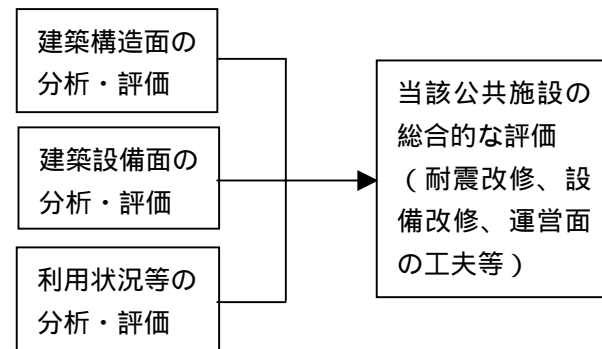 建築構造面の
分析・評価
建築設備面の
分析・評価
利用状況等の
分析・評価
当該公共施設の
総合的な評価
（耐震改修、設
備改修、運営面
の工夫等）